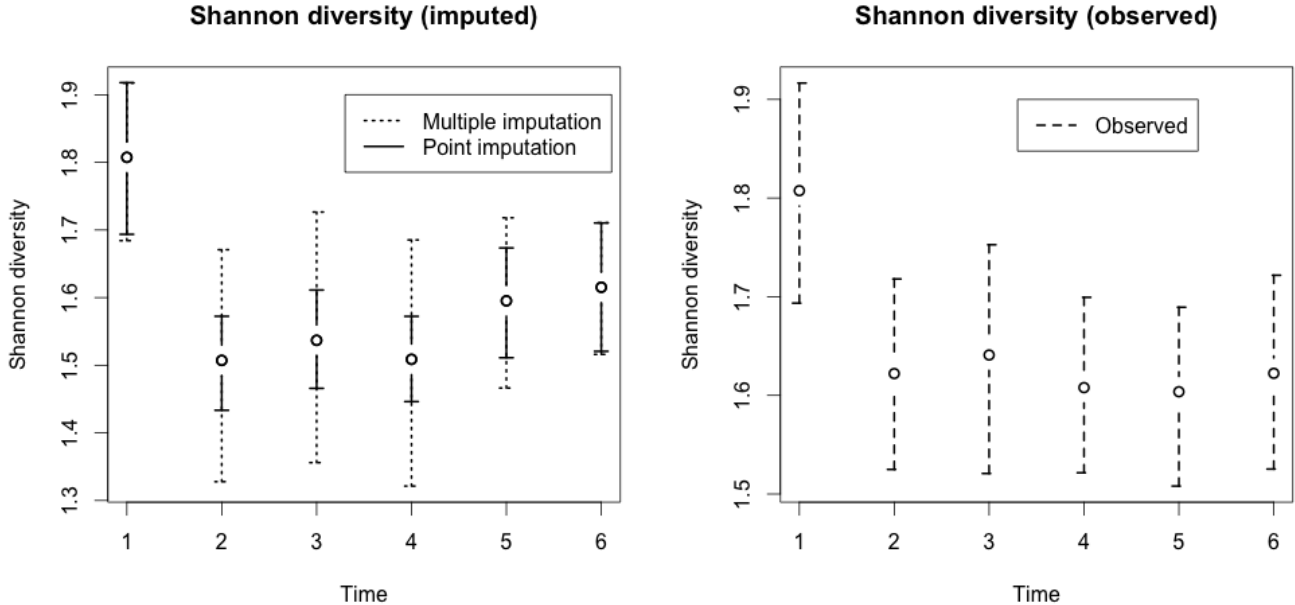 Shannon diversity (imputed)
Shannon diversity
1.9
1.8
1.7
1.6
1.5
1.4
1.3
Multiple imputation
Point imputation
1 2 3 4 5 6
Time
Shannon diversity (observed)
Shannon diversity
1.9
1.8
1.7
1.6
1.5
Observed
1 2 3 4 5 6
Time